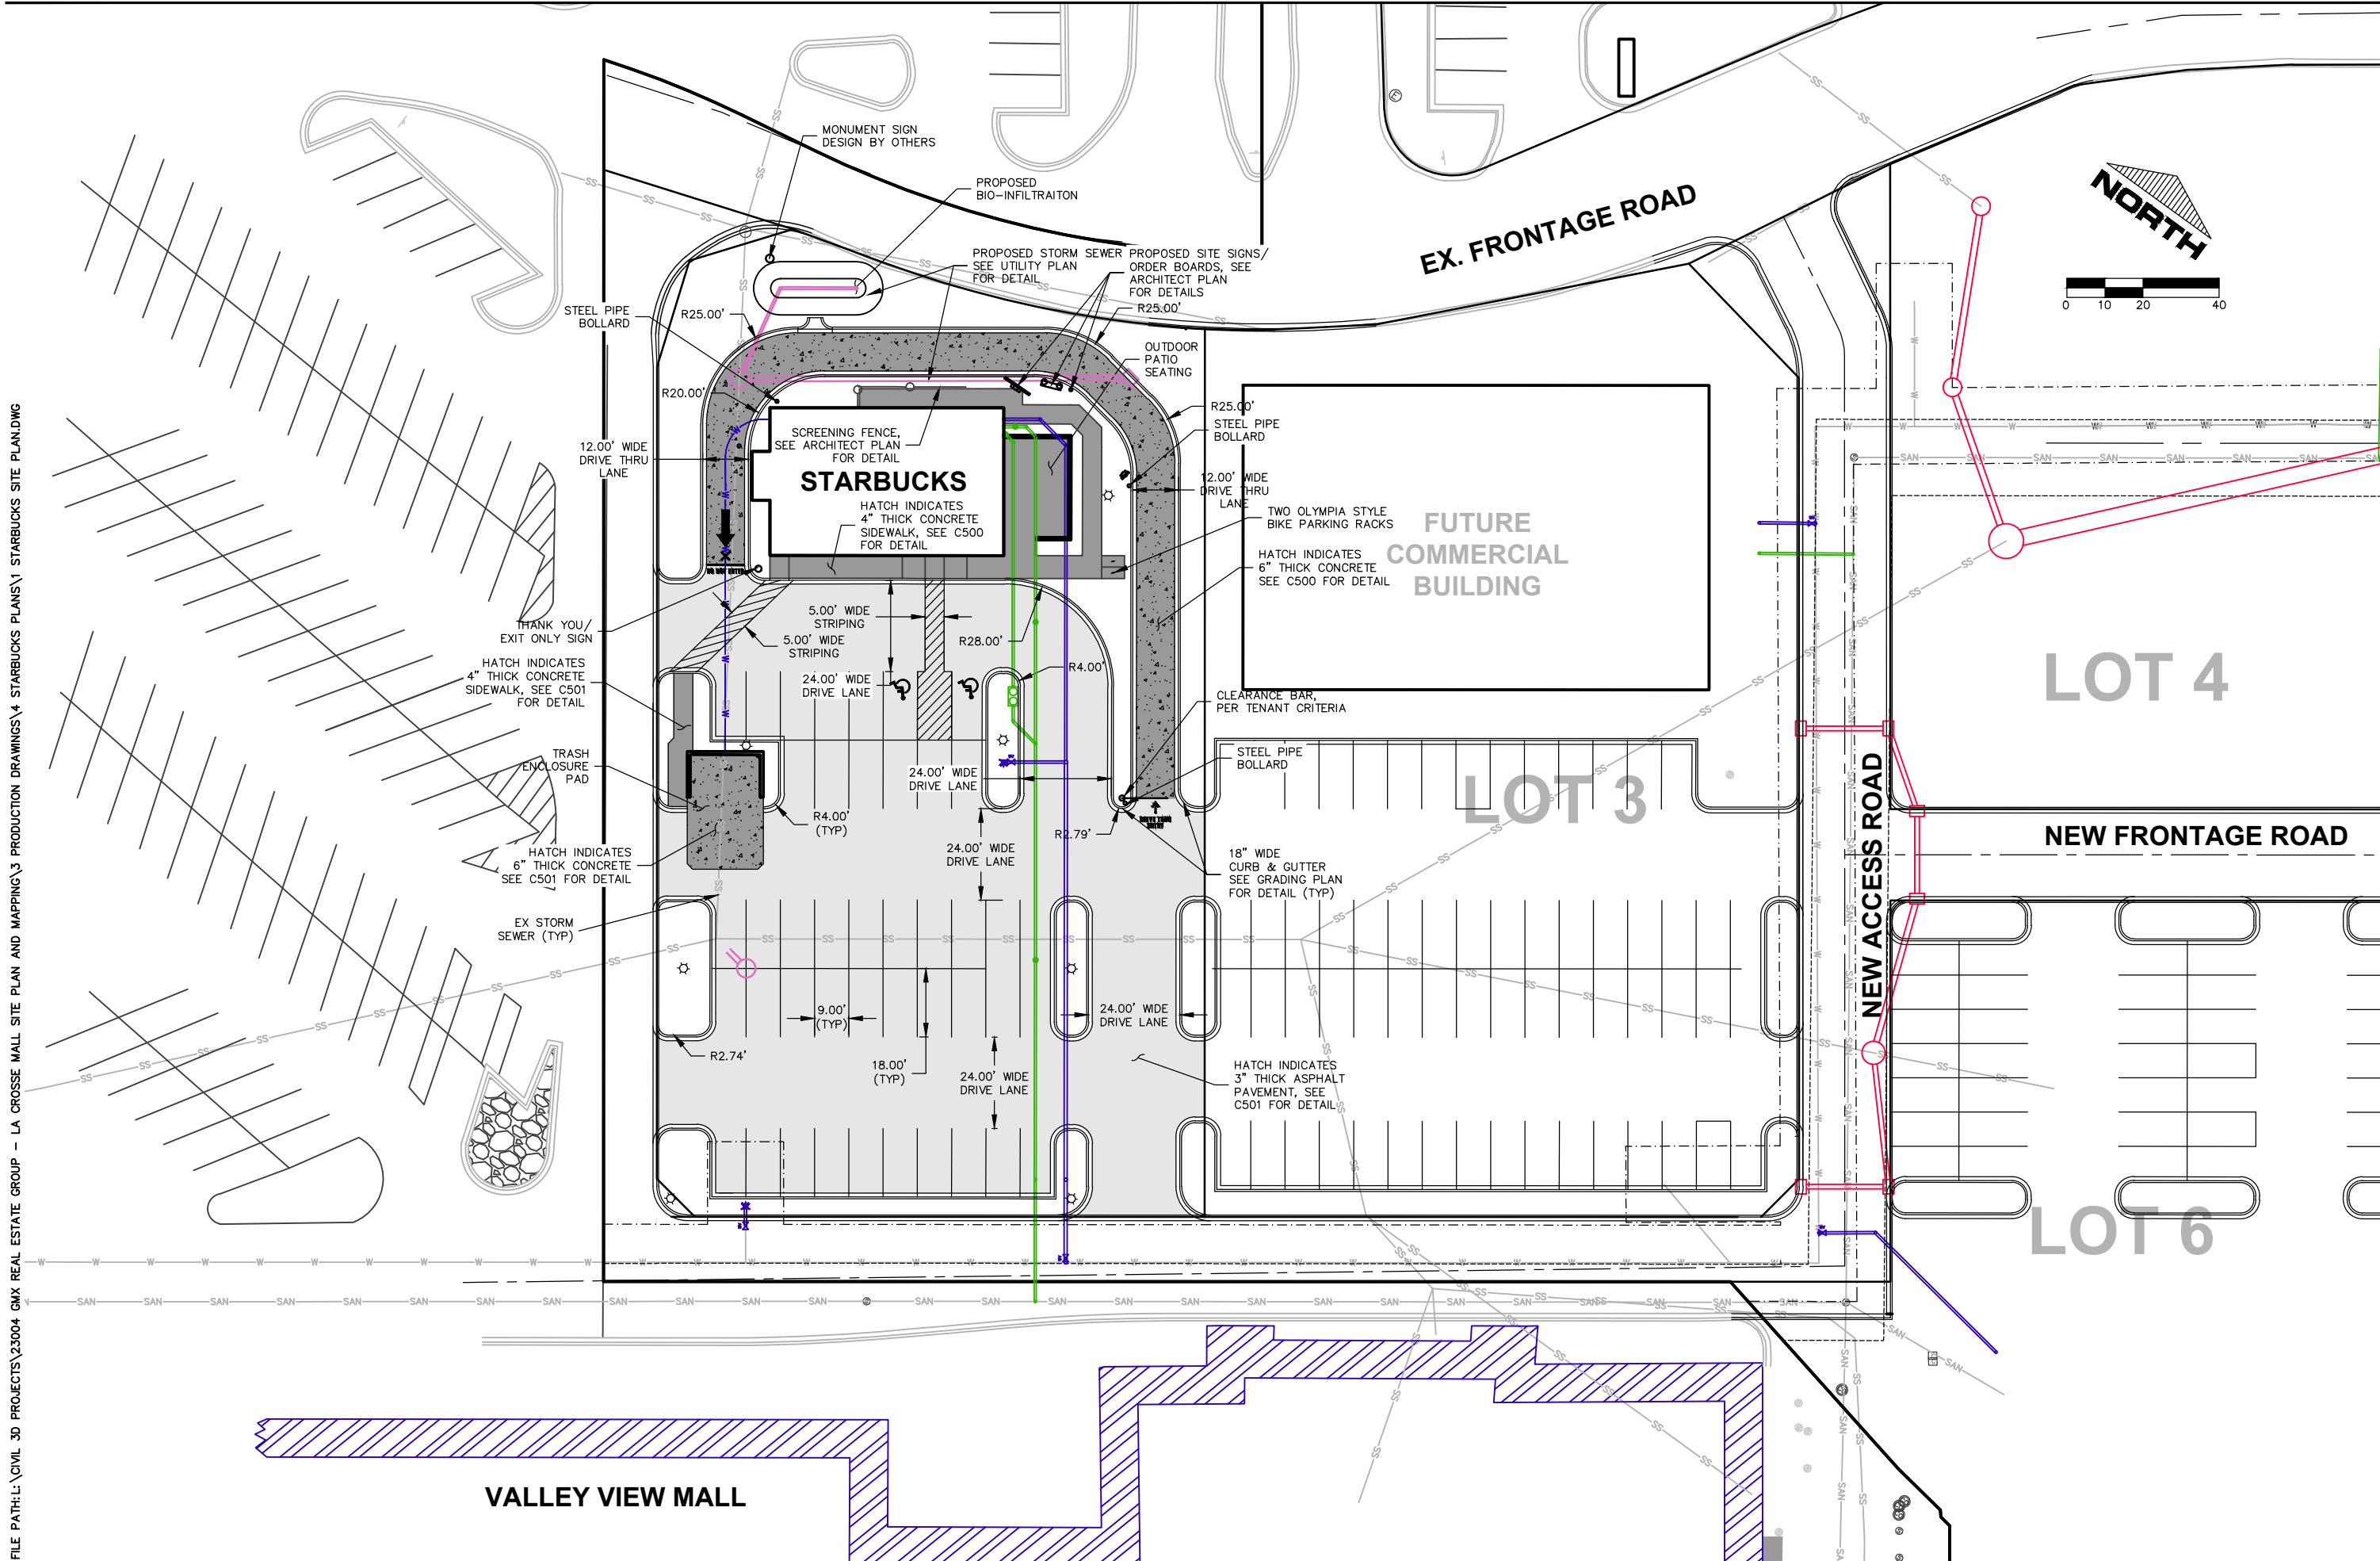 MONUMENT SIGN
DESIGN BY OTHERS
PROPOSED
BIO-INFILTRAITON
EX. FRONTAGE ROAD
NORTH
0 10 20 40
PROPOSED STORM SEWER
SEE UTILITY PLAN
FOR DETAIL
PROPOSED SITE SIGNS/
ORDER BOARDS, SEE
ARCHITECT PLAN
FOR DETAILS
STEEL PIPE
BOLLARD
R25.00'
R25.00'
OUTDOOR
PATIO
SEATING
R20.00'
R25.00'
STEEL PIPE
BOLLARD
12.00' WIDE
DRIVE THRU
LANE
SCREENING FENCE,
SEE ARCHITECT PLAN
FOR DETAIL
STARBUCKS
HATCH INDICATES
4" THICK CONCRETE
SIDEWALK, SEE C500
FOR DETAIL
12.00' WIDE
DRIVE THRU
LANE
TWO OLYMPIA STYLE
BIKE PARKING RACKS
HATCH INDICATES
6" THICK CONCRETE
SEE C500 FOR DETAIL
FUTURE
COMMERCIAL
BUILDING
DO NOT ENTER
THANK YOU/
EXIT ONLY SIGN
5.00' WIDE
STRIPING
5.00' WIDE
STRIPING
R28.00'
R4.00'
HATCH INDICATES
4" THICK CONCRETE
SIDEWALK, SEE C501
FOR DETAIL
24.00' WIDE
DRIVE LANE
CLEARANCE BAR,
PER TENANT CRITERIA
LOT 4
TRASH
ENCLOSURE
PAD
24.00' WIDE
DRIVE LANE
STEEL PIPE
BOLLARD
LOT 3
R4.00'
(TYP)
R2.79'
DRIVE THRU
ENTRY
NEW ACCESS ROAD
NEW FRONTAGE ROAD
HATCH INDICATES
6" THICK CONCRETE
SEE C501 FOR DETAIL
24.00' WIDE
DRIVE LANE
18" WIDE
CURB & GUTTER
SEE GRADING PLAN
FOR DETAIL (TYP)
EX STORM
SEWER (TYP)
9.00'
(TYP)
24.00' WIDE
DRIVE LANE
R2.74'
18.00'
(TYP)
24.00' WIDE
DRIVE LANE
HATCH INDICATES
3" THICK ASPHALT
PAVEMENT, SEE
C501 FOR DETAIL
LOT 6
VALLEY VIEW MALL
FILE PATH:L:\CIVIL 3D PROJECTS\23004 GMX REAL ESTATE GROUP - LA CROSSE MALL SITE PLAN AND MAPPING\3 PRODUCTION DRAWINGS\4 STARBUCKS PLANS\1 STARBUCKS SITE PLAN.DWG